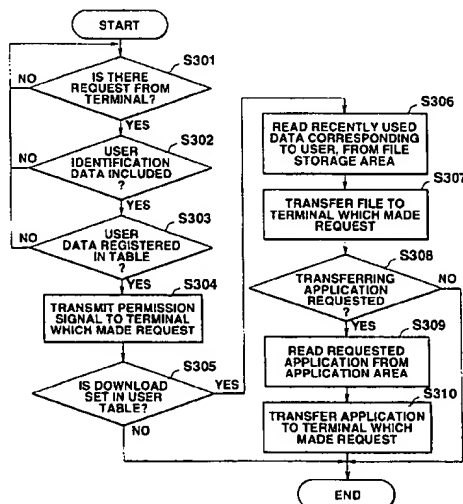 START
S301
IS THERE
REQUEST FROM
TERMINAL?
NO
YES
S302
USER
IDENTIFICATION
DATA INCLUDED
?
NO
YES
S303
USER
DATA REGISTERED
IN TABLE
?
NO
YES
S304
TRANSMIT PERMISSION
SIGNAL TO TERMINAL
WHICH MADE REQUEST
S305
IS DOWNLOAD
SET IN USER
TABLE?
YES
NO
S306
READ RECENTLY USED
DATA CORRESPONDING
TO USER, FROM FILE
STORAGE AREA
S307
TRANSFER FILE TO
TERMINAL WHICH MADE
REQUEST
S308
TRANSFERRING
APPLICATION
REQUESTED
?
NO
YES
S309
READ REQUESTED
APPLICATION FROM
APPLICATION AREA
S310
TRANSFER APPLICATION
TO TERMINAL WHICH
MADE REQUEST
END